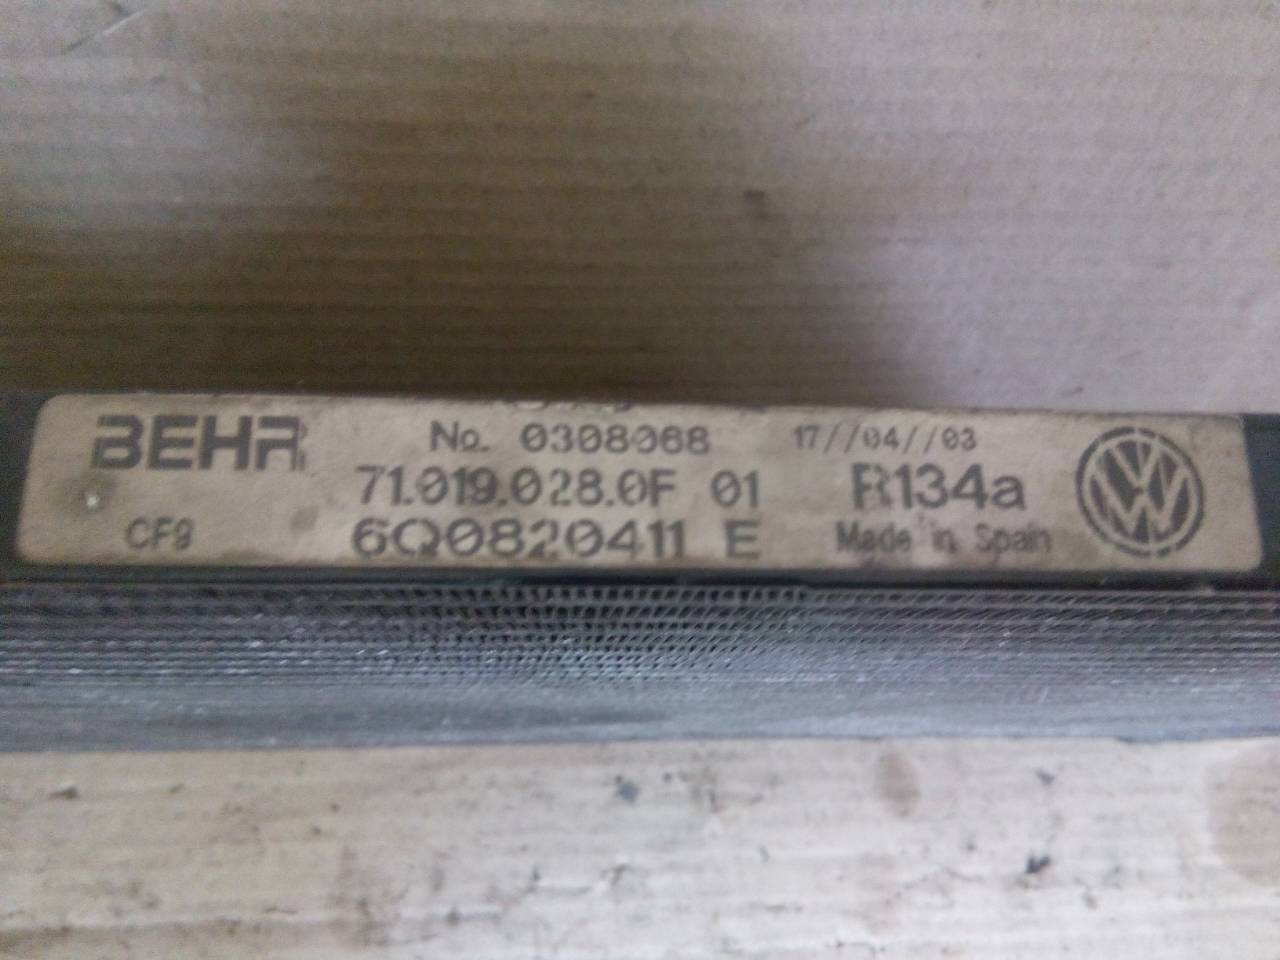 BEHR No. 0308068 17//04//03
71.019.028.0F 01 R134a
CF9 6Q0820411 E Made in Spain